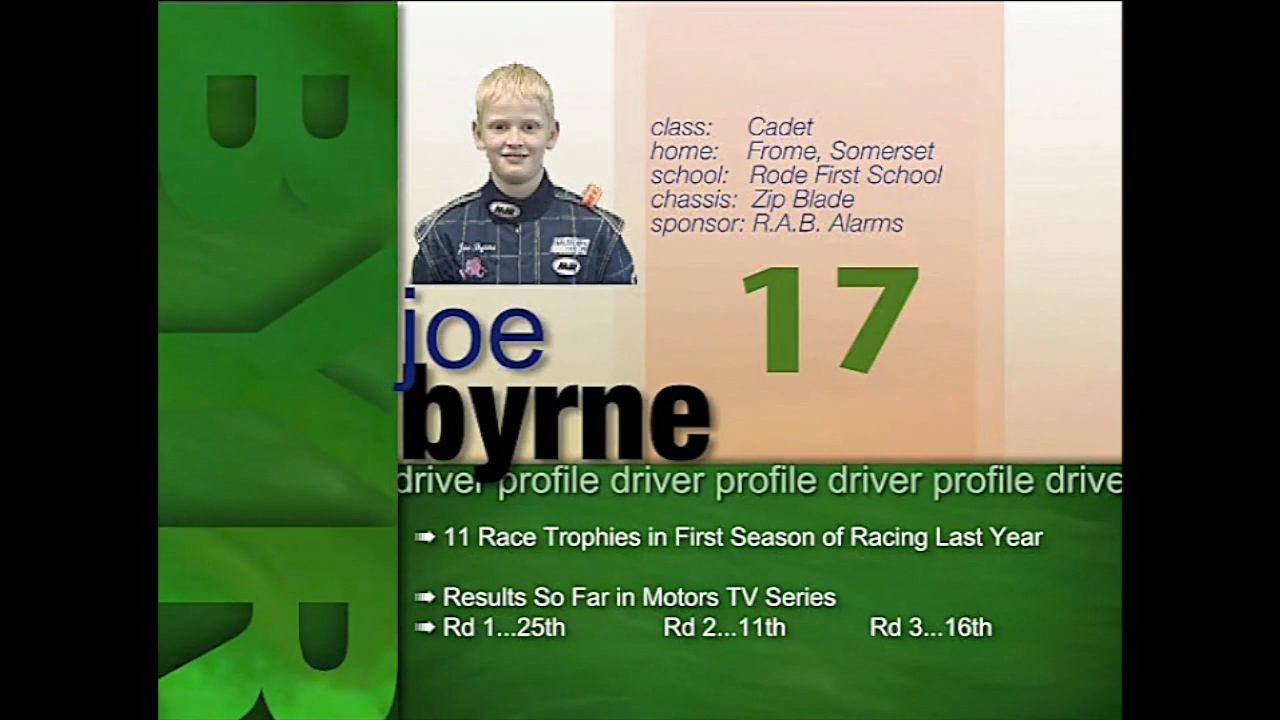 class: Cadet
home: Frome, Somerset
school: Rode First School
chassis: Zip Blade
sponsor: R.A.B. Alarms
17
joe
byrne
driver profile driver profile driver profile drive
➠ 11 Race Trophies in First Season of Racing Last Year
➠ Results So Far in Motors TV Series
➠ Rd 1...25th Rd 2...11th Rd 3...16th